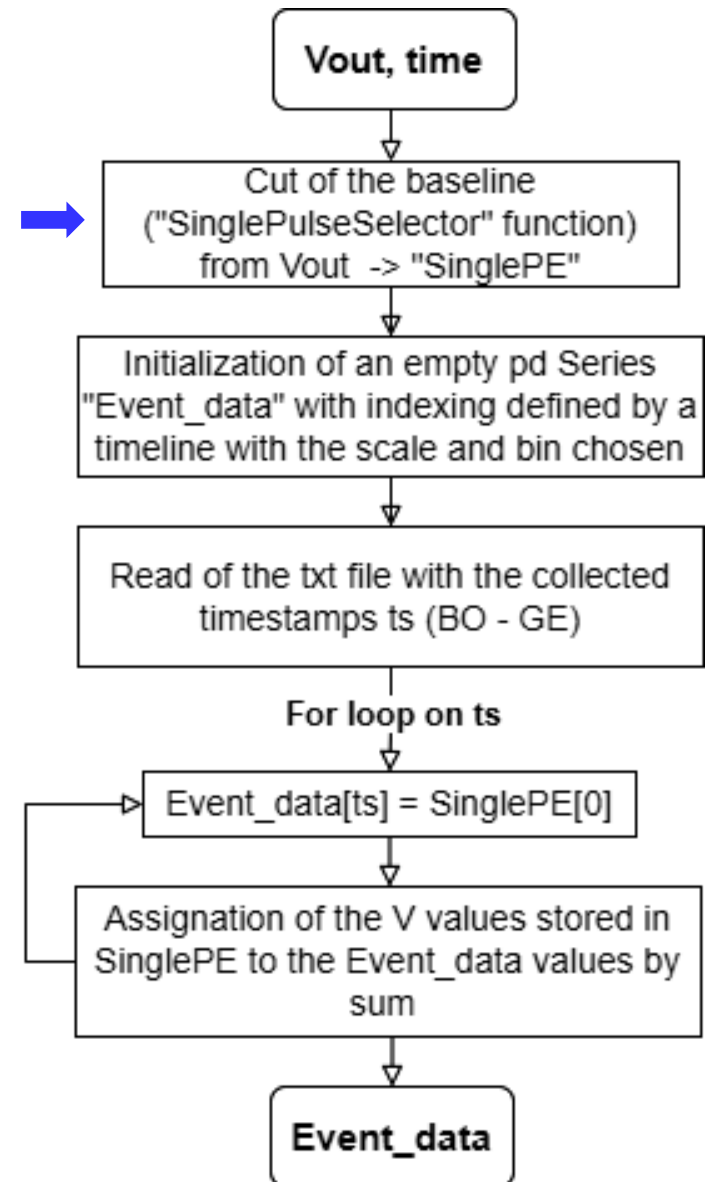 Vout, time
Cut of the baseline
("SinglePulseSelector" function)
from Vout -> "SinglePE"
Initialization of an empty pd Series
"Event_data" with indexing defined by a
timeline with the scale and bin chosen
Read of the txt file with the collected
timestamps ts (BO - GE)
For loop on ts
Event_data[ts] = SinglePE[0]
Assignation of the V values stored in
SinglePE to the Event_data values by
sum
Event_data